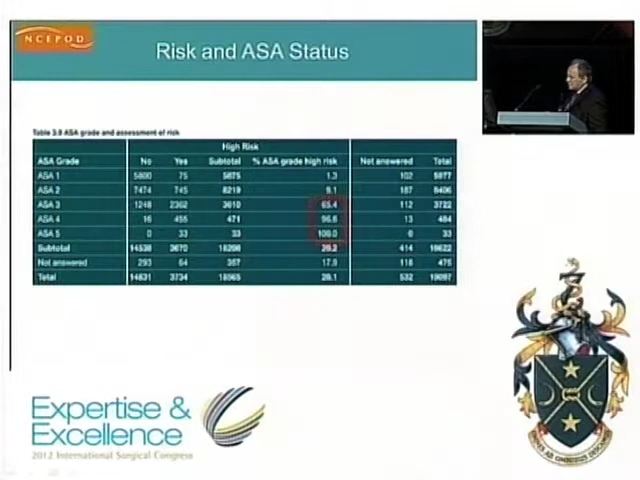 NCEPOD
Risk and ASA Status
Table 3.9 ASA grade and assessment of risk
High Risk
ASA Grade No Yes Subtotal % ASA grade high risk Not answered Total
ASA 1 5800 75 5875 1.3 102 5977
ASA 2 7474 745 8219 9.1 187 8406
ASA 3 1248 2362 3610 65.4 112 3722
ASA 4 16 455 471 96.6 13 484
ASA 5 0 33 33 100.0 0 33
Subtotal 14538 3670 18208 20.2 414 18622
Not answered 293 64 357 17.9 118 475
Total 14831 3734 18565 20.1 532 19097
Expertise &
Excellence
2012 International Surgical Congress
AB OMNIBUS